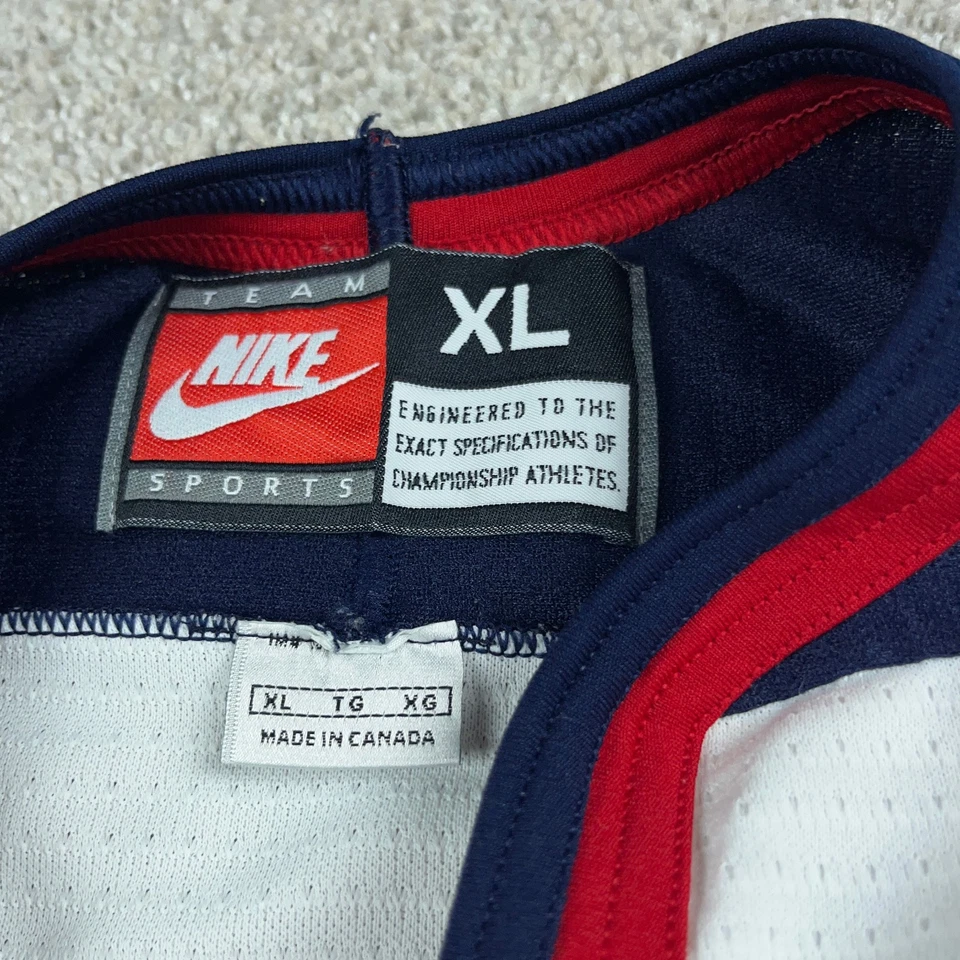 TEAM
NIKE
SPORTS
XL
ENGINEERED TO THE
EXACT SPECIFICATIONS OF
CHAMPIONSHIP ATHLETES.
XL TG XG
MADE IN CANADA